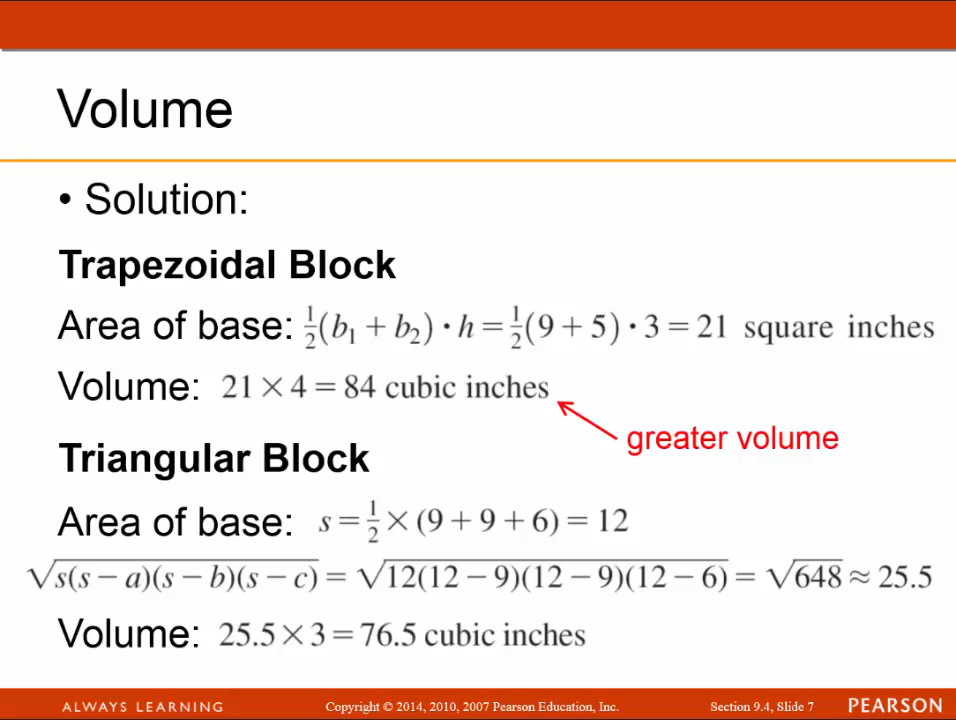 Volume
• Solution:
Trapezoidal Block
Area of base: ½(b₁ + b₂) · h = ½(9 + 5) · 3 = 21 square inches
Volume: 21 × 4 = 84 cubic inches
greater volume
Triangular Block
Area of base: s = ½ × (9 + 9 + 6) = 12
√s(s − a)(s − b)(s − c) = √12(12 − 9)(12 − 9)(12 − 6) = √648 ≈ 25.5
Volume: 25.5 × 3 = 76.5 cubic inches
ALWAYS LEARNING Copyright © 2014, 2010, 2007 Pearson Education, Inc. Section 9.4, Slide 7 PEARSON